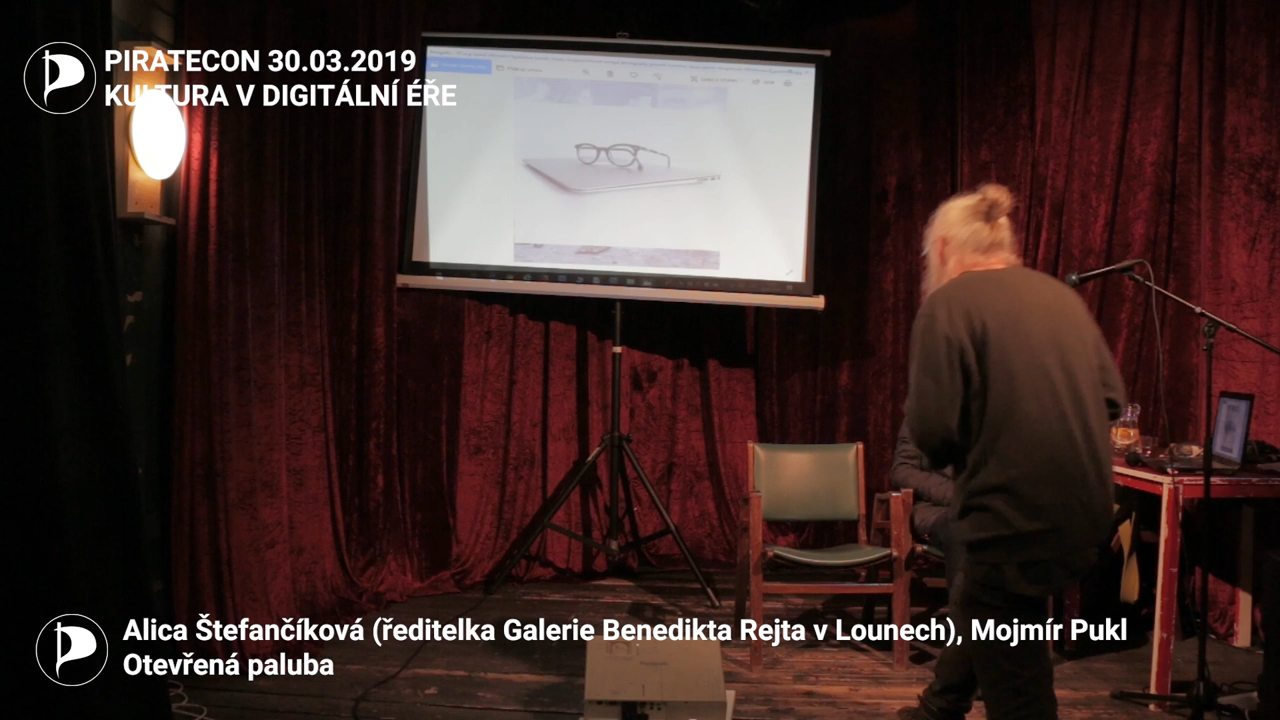 PIRATECON 30.03.2019
KULTURA V DIGITÁLNÍ ÉŘE
Alica Štefančíková (ředitelka Galerie Benedikta Rejta v Lounech), Mojmír Pukl
Otevřená paluba